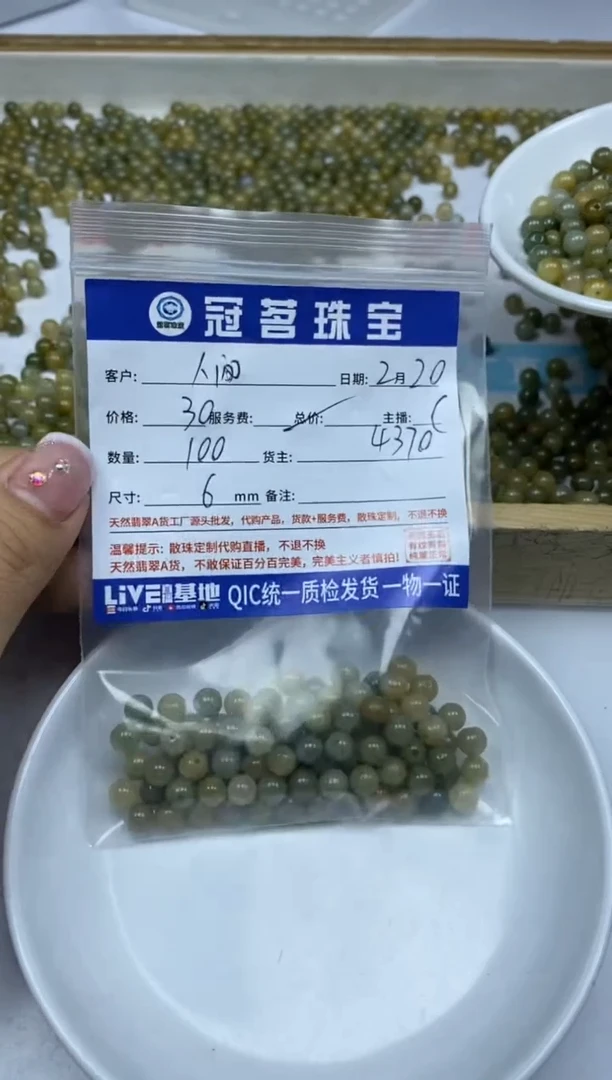 冠茗珠宝
客户: 人间 日期: 2月20
价格: 30 服务费: 总价: 主播: C
数量: 100 货主: 4370
尺寸: 6 mm 备注:
天然翡翠A货工厂源头批发，代购产品，货款+服务费，散珠定制，不退不换
温馨提示：散珠定制代购直播，不退不换
天然翡翠A货，不敢保证百分百完美，完美主义者慎拍!
LiVE 直播 基地 QIC统一质检发货 一物一证